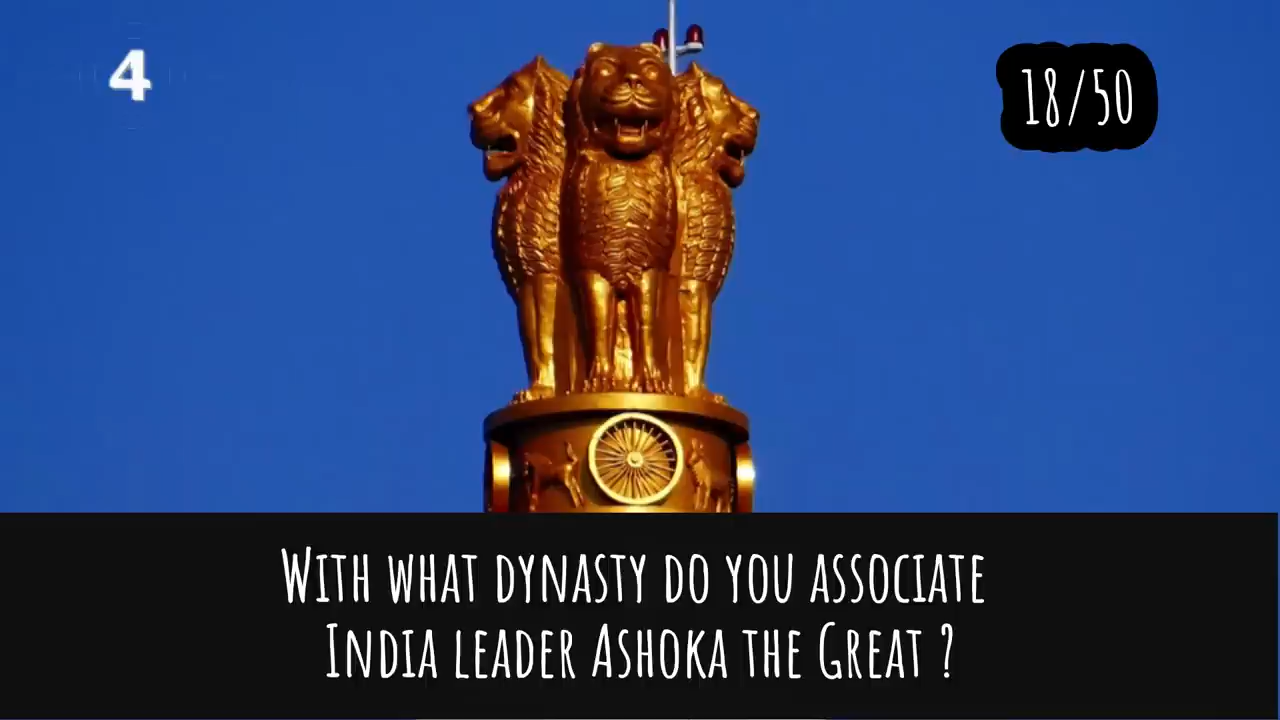 4
18/50
With what dynasty do you associate
India leader Ashoka the Great ?